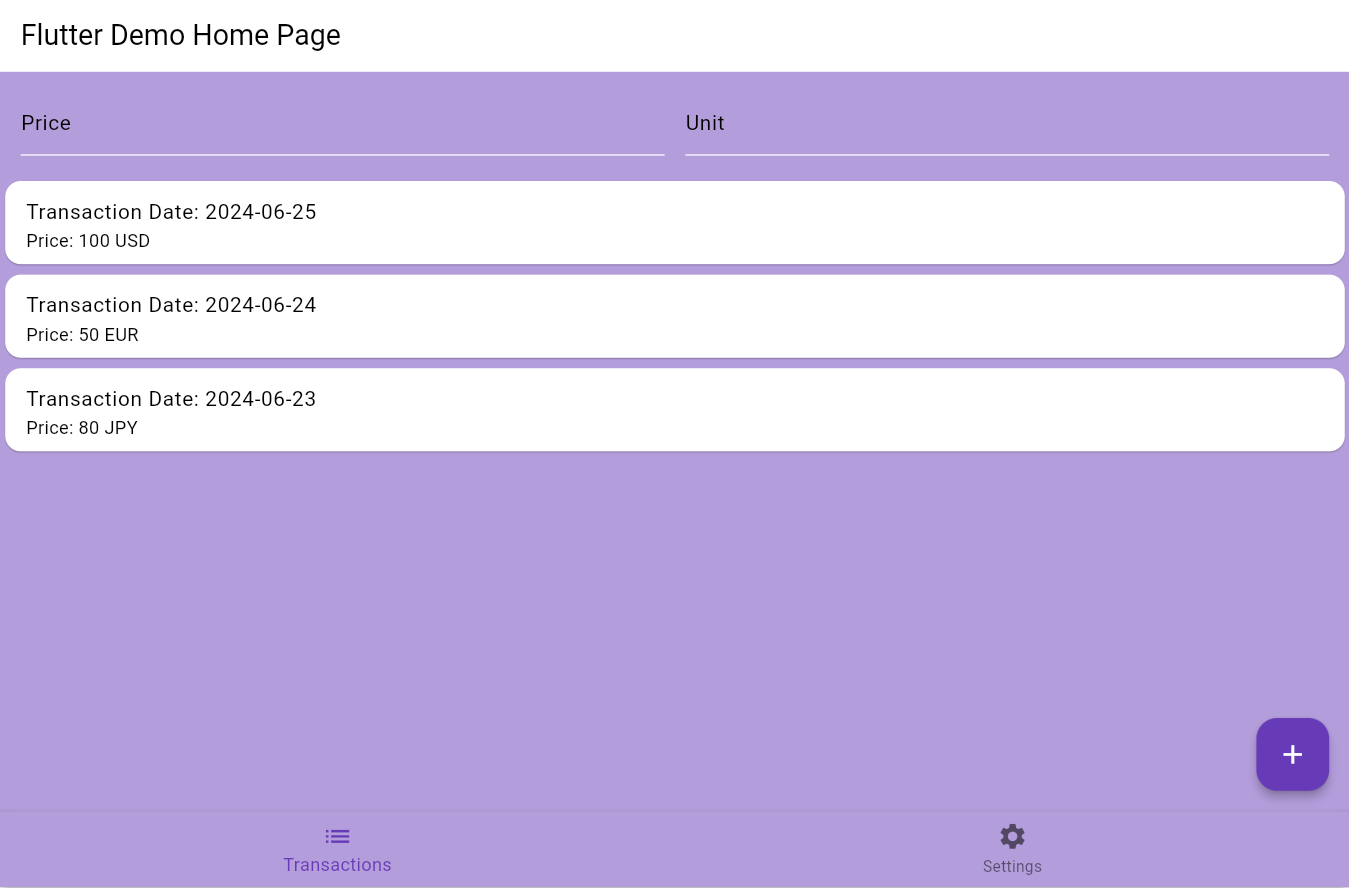 Flutter Demo Home Page
Price
Unit
Transaction Date: 2024-06-25
Price: 100 USD
Transaction Date: 2024-06-24
Price: 50 EUR
Transaction Date: 2024-06-23
Price: 80 JPY
+
Transactions
Settings